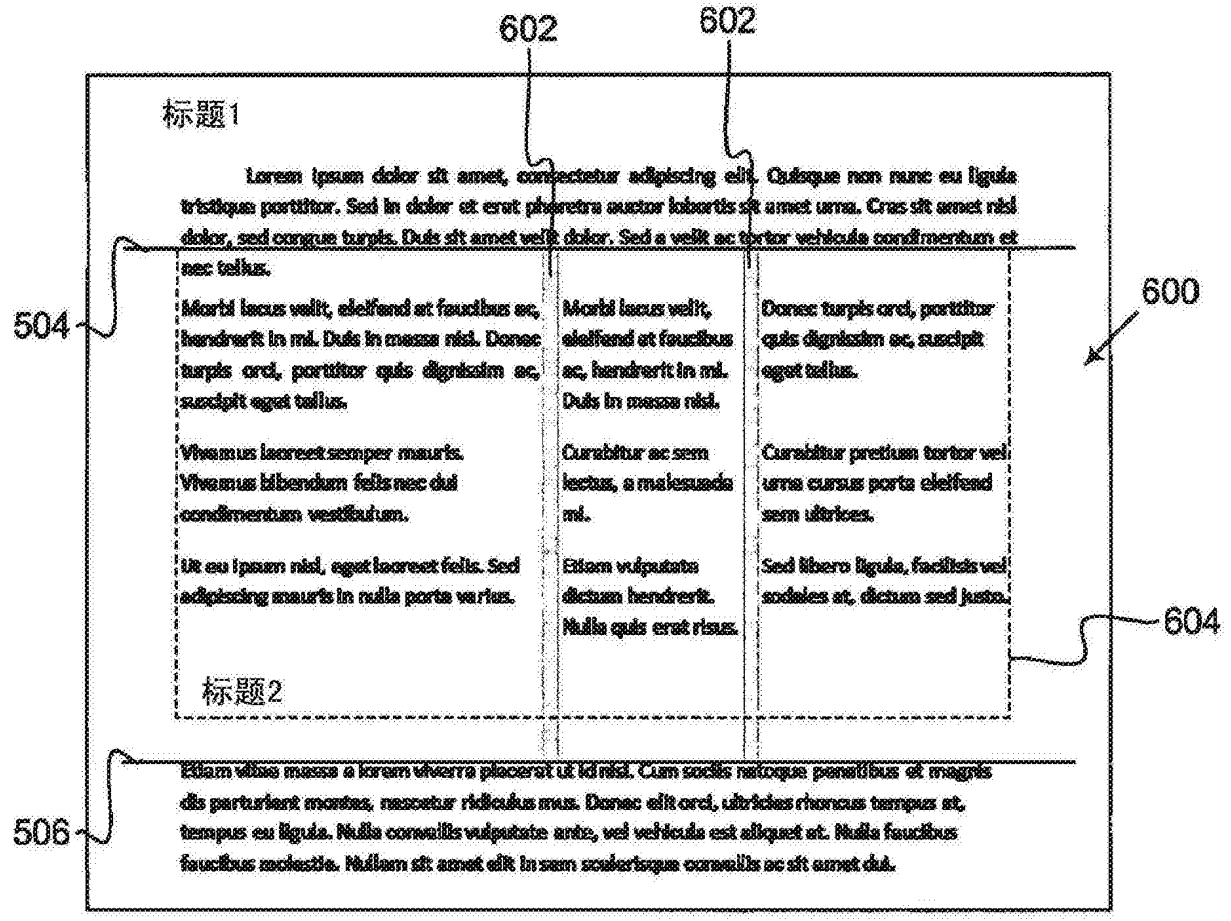 602
602
标题1
Lorem ipsum dolor sit amet, consectetur adipiscing elit. Quisque non nunc eu ligula
tristique porttitor. Sed in dolor et erat pharetra auctor lobortis sit amet urna. Cras sit amet nisl
dolor, sed congue turpis. Duis sit amet velit dolor. Sed a velit ac tortor vehicula condimentum et
nec tellus.
504
600
Morbi lacus velit, eleifend at faucibus ac,
hendrerit in mi. Duis in massa nisl. Donec
turpis orci, porttitor quis dignissim ac,
suscipit eget tellus.
Morbi lacus velit,
eleifend at faucibus
ac, hendrerit in mi.
Duis in massa nisl.
Donec turpis orci, porttitor
quis dignissim ac, suscipit
eget tellus.
Vivamus laoreet semper mauris.
Vivamus bibendum felis nec dui
condimentum vestibulum.
Curabitur ac sem
lectus, a malesuada
mi.
Curabitur pretium tortor vel
urna cursus porta eleifend
sem ultrices.
Ut eu ipsum nisl, eget laoreet felis. Sed
adipiscing mauris in nulla porta varius.
Etiam vulputate
dictum hendrerit.
Nulla quis erat risus.
Sed libero ligula, facilisis vel
sodales at, dictum sed justo.
604
标题2
506
Etiam vitae massa a lorem viverra placerat ut id nisl. Cum sociis natoque penatibus et magnis
dis parturient montes, nascetur ridiculus mus. Donec elit orci, ultricies rhoncus tempus at,
tempus eu ligula. Nulla convallis vulputate ante, vel vehicula est aliquet at. Nulla faucibus
faucibus molestie. Nullam sit amet elit in sem scelerisque convallis ac sit amet dui.